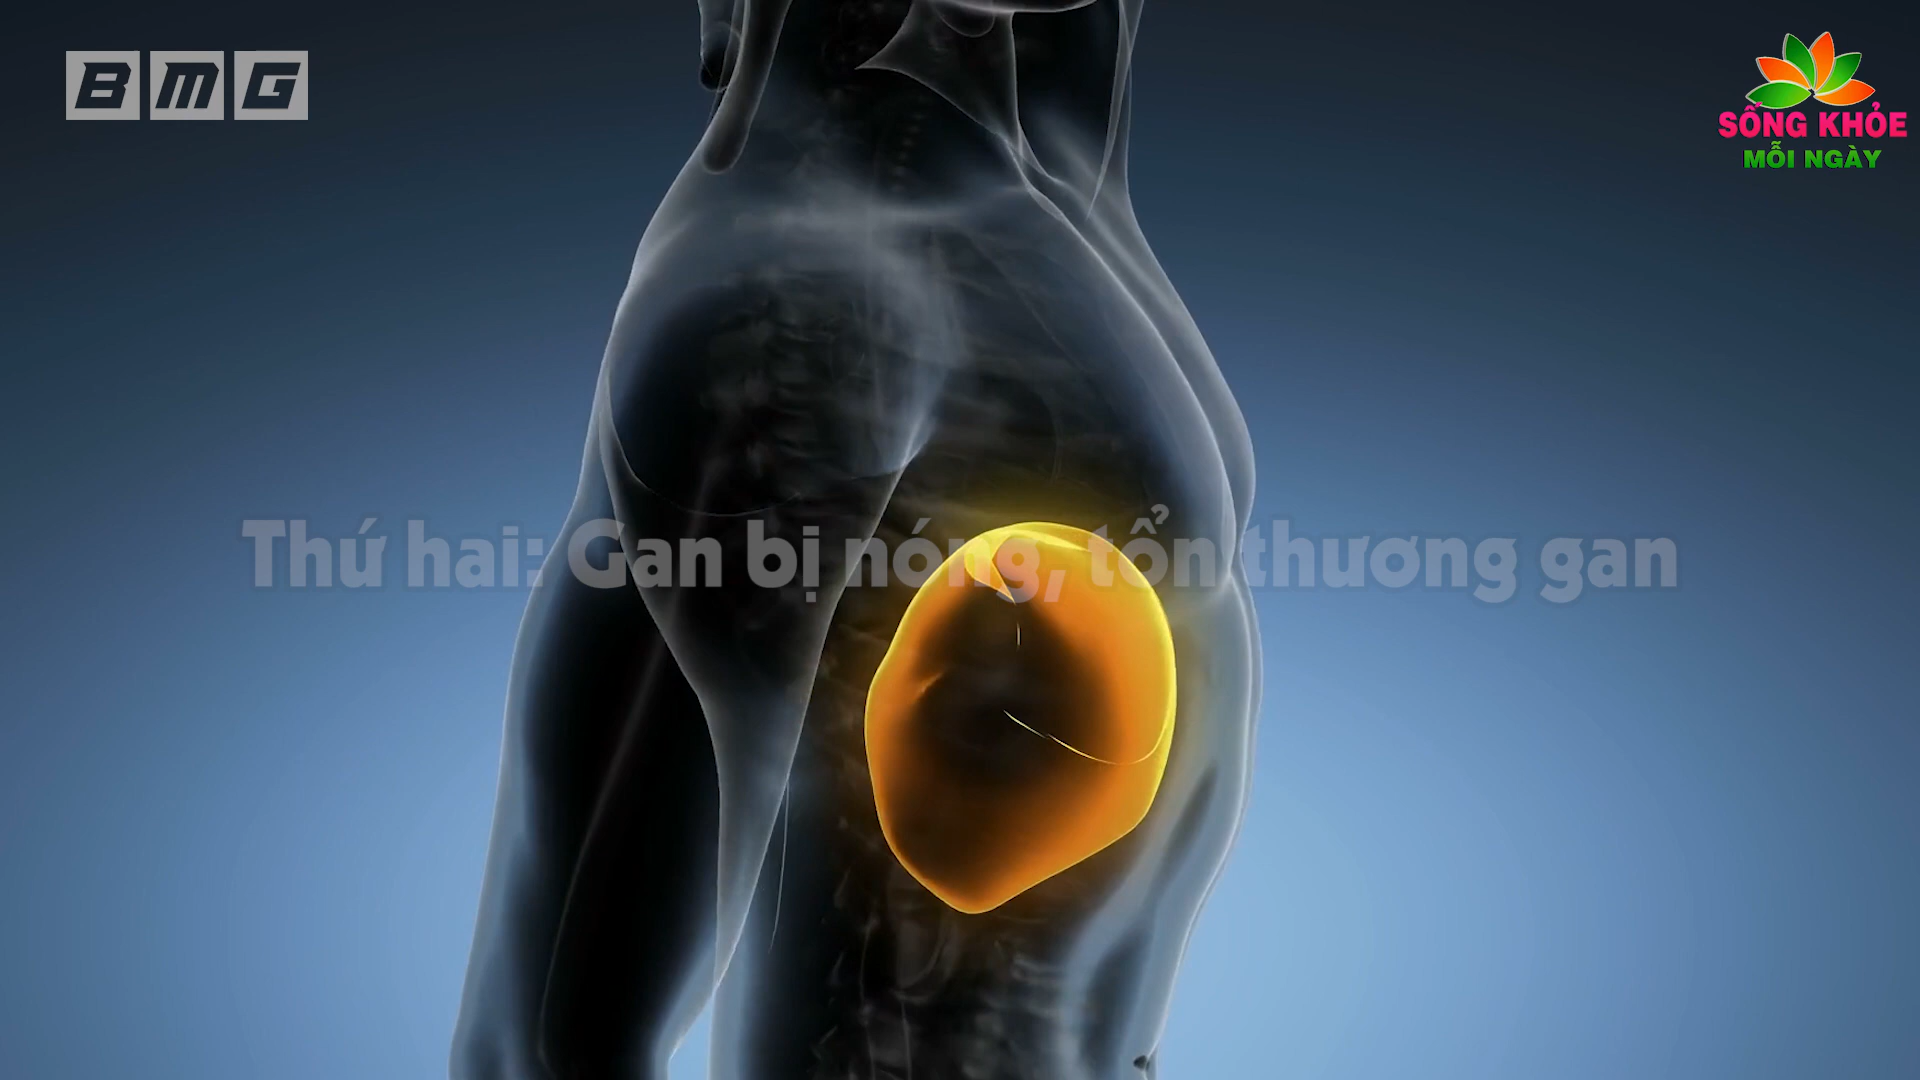 BMG
SỐNG KHỎE
MỖI NGÀY
Thứ hai: Gan bị nóng, tổn thương gan